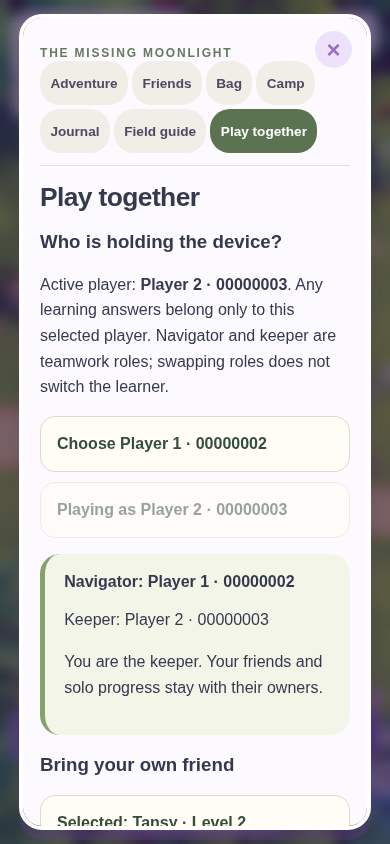 THE MISSING MOONLIGHT
×
Adventure
Friends
Bag
Camp
Journal
Field guide
Play together
Play together
Who is holding the device?
Active player: Player 2 · 00000003. Any
learning answers belong only to this
selected player. Navigator and keeper are
teamwork roles; swapping roles does not
switch the learner.
Choose Player 1 · 00000002
Playing as Player 2 · 00000003
Navigator: Player 1 · 00000002
Keeper: Player 2 · 00000003
You are the keeper. Your friends and
solo progress stay with their owners.
Bring your own friend
Selected: Tansy · Level 2